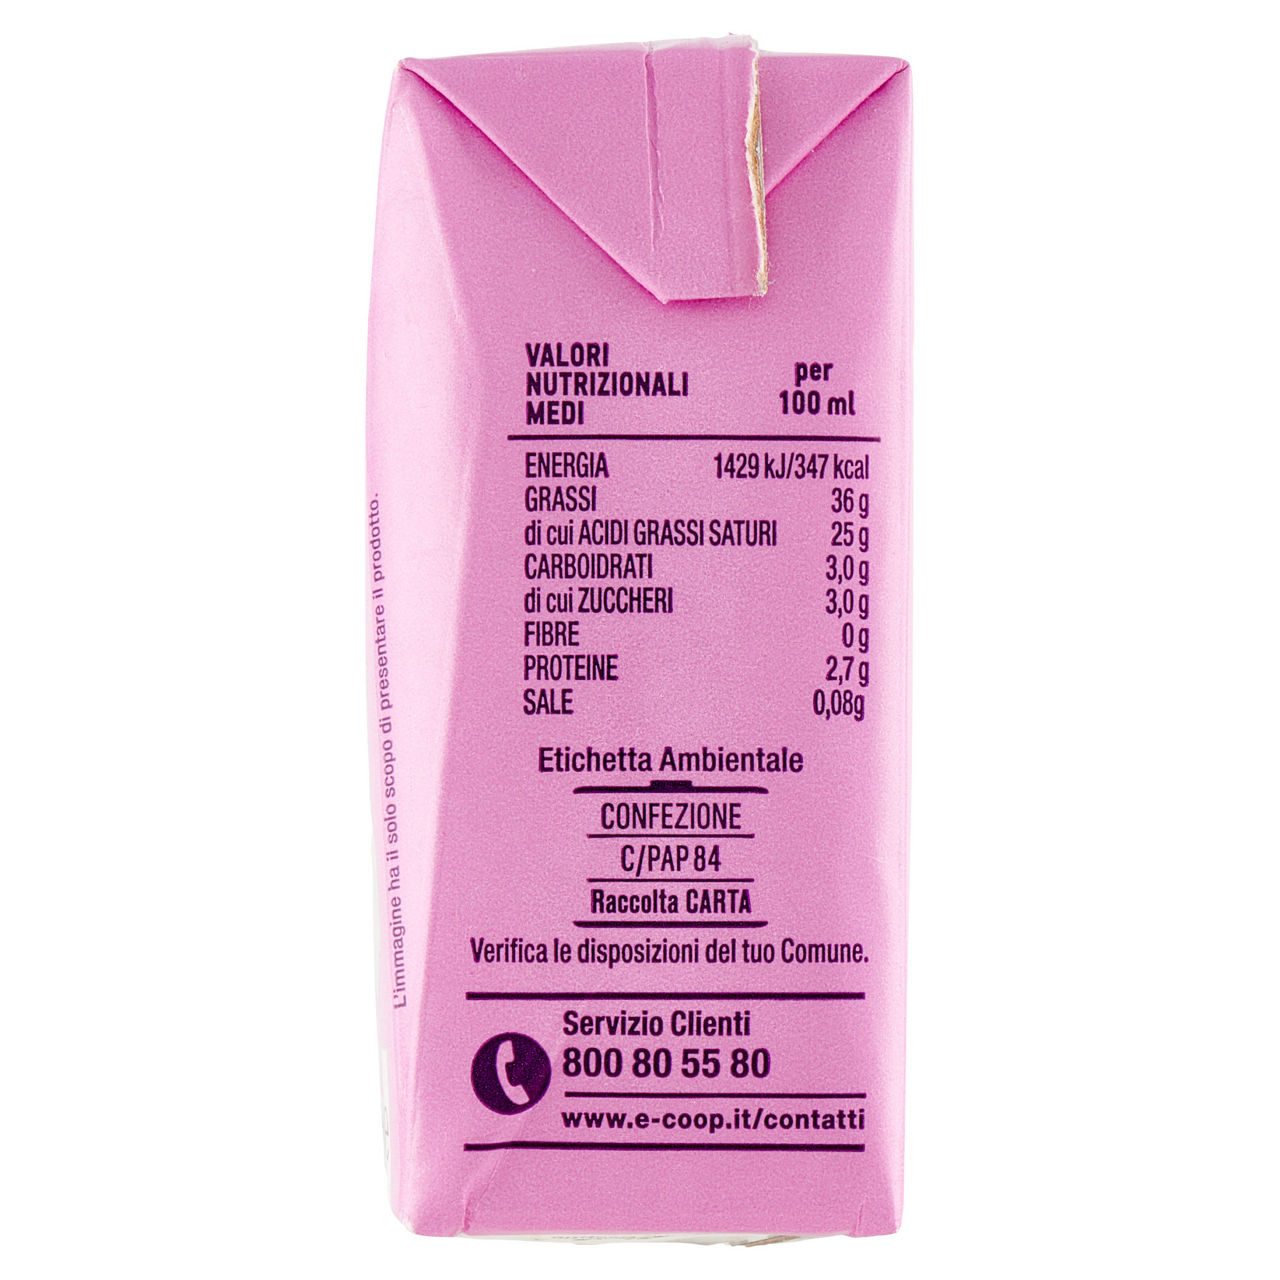 VALORI
NUTRIZIONALI
MEDI
per
100 ml
ENERGIA 1429 kJ/347 kcal
GRASSI 36 g
di cui ACIDI GRASSI SATURI 25 g
CARBOIDRATI 3,0 g
di cui ZUCCHERI 3,0 g
FIBRE 0 g
PROTEINE 2,7 g
SALE 0,08g
Etichetta Ambientale
CONFEZIONE
C/PAP 84
Raccolta CARTA
Verifica le disposizioni del tuo Comune.
Servizio Clienti
800 80 55 80
www.e-coop.it/contatti
L'immagine ha il solo scopo di presentare il prodotto.